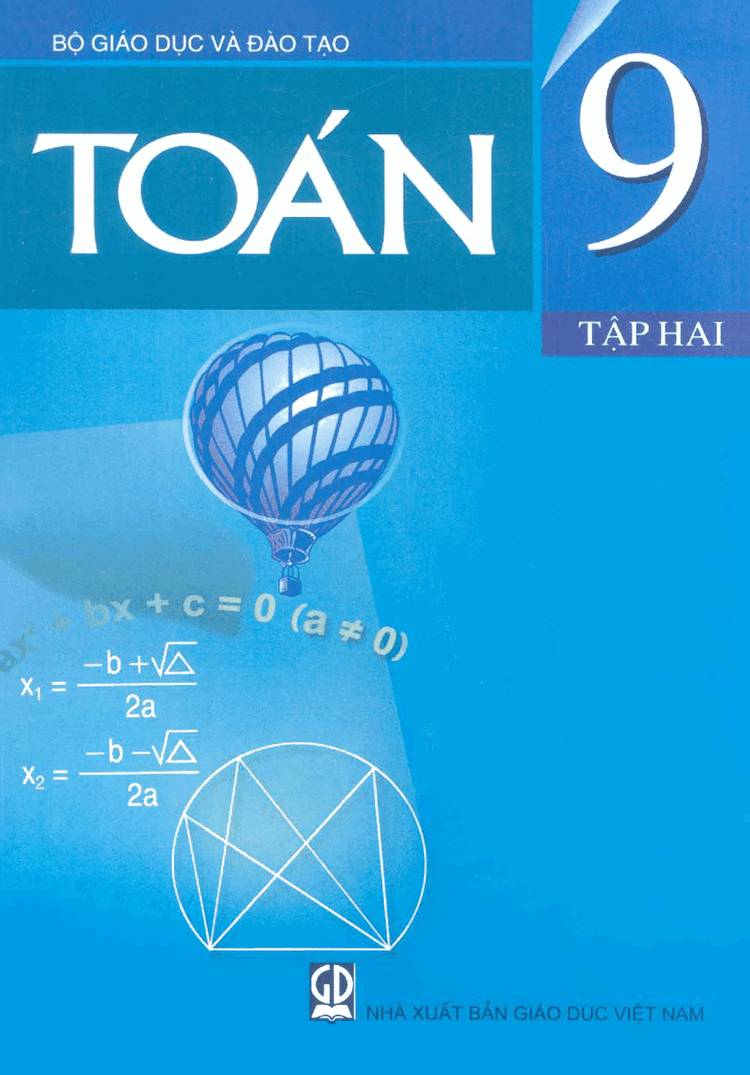 BỘ GIÁO DỤC VÀ ĐÀO TẠO
TOÁN 9
TẬP HAI
ax² + bx + c = 0 (a ≠ 0)
x₁ = (−b + √△) / 2a
x₂ = (−b − √△) / 2a
GD
NHÀ XUẤT BẢN GIÁO DỤC VIỆT NAM